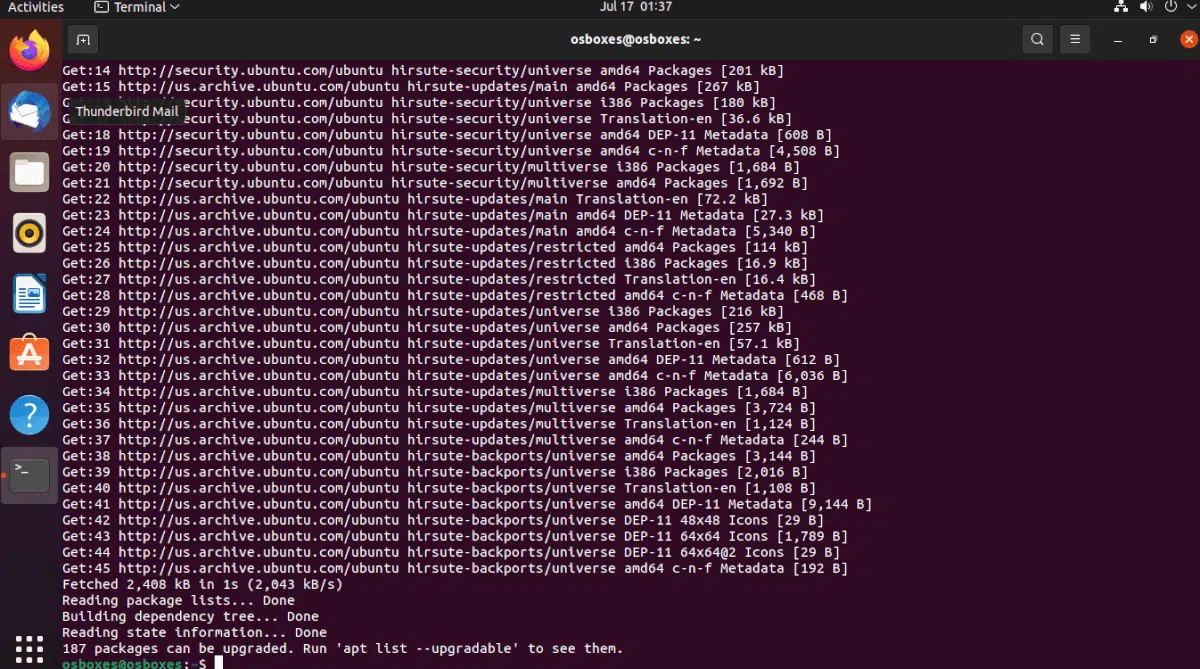 Activities Terminal Jul 17 01:37
osboxes@osboxes: ~
Get:14 http://security.ubuntu.com/ubuntu hirsute-security/universe amd64 Packages [201 kB]
Get:15 http://us.archive.ubuntu.com/ubuntu hirsute-updates/main amd64 Packages [267 kB]
security.ubuntu.com/ubuntu hirsute-security/universe i386 Packages [180 kB]
Thunderbird Mail
security.ubuntu.com/ubuntu hirsute-security/universe Translation-en [36.6 kB]
Get:18 http://security.ubuntu.com/ubuntu hirsute-security/universe amd64 DEP-11 Metadata [608 B]
Get:19 http://security.ubuntu.com/ubuntu hirsute-security/universe amd64 c-n-f Metadata [4,508 B]
Get:20 http://security.ubuntu.com/ubuntu hirsute-security/multiverse i386 Packages [1,684 B]
Get:21 http://security.ubuntu.com/ubuntu hirsute-security/multiverse amd64 Packages [1,692 B]
Get:22 http://us.archive.ubuntu.com/ubuntu hirsute-updates/main Translation-en [72.2 kB]
Get:23 http://us.archive.ubuntu.com/ubuntu hirsute-updates/main amd64 DEP-11 Metadata [27.3 kB]
Get:24 http://us.archive.ubuntu.com/ubuntu hirsute-updates/main amd64 c-n-f Metadata [5,340 B]
Get:25 http://us.archive.ubuntu.com/ubuntu hirsute-updates/restricted amd64 Packages [114 kB]
Get:26 http://us.archive.ubuntu.com/ubuntu hirsute-updates/restricted i386 Packages [16.9 kB]
Get:27 http://us.archive.ubuntu.com/ubuntu hirsute-updates/restricted Translation-en [16.4 kB]
Get:28 http://us.archive.ubuntu.com/ubuntu hirsute-updates/restricted amd64 c-n-f Metadata [468 B]
Get:29 http://us.archive.ubuntu.com/ubuntu hirsute-updates/universe i386 Packages [216 kB]
Get:30 http://us.archive.ubuntu.com/ubuntu hirsute-updates/universe amd64 Packages [257 kB]
Get:31 http://us.archive.ubuntu.com/ubuntu hirsute-updates/universe Translation-en [57.1 kB]
Get:32 http://us.archive.ubuntu.com/ubuntu hirsute-updates/universe amd64 DEP-11 Metadata [612 B]
Get:33 http://us.archive.ubuntu.com/ubuntu hirsute-updates/universe amd64 c-n-f Metadata [6,036 B]
Get:34 http://us.archive.ubuntu.com/ubuntu hirsute-updates/multiverse i386 Packages [1,684 B]
Get:35 http://us.archive.ubuntu.com/ubuntu hirsute-updates/multiverse amd64 Packages [3,724 B]
Get:36 http://us.archive.ubuntu.com/ubuntu hirsute-updates/multiverse Translation-en [1,124 B]
Get:37 http://us.archive.ubuntu.com/ubuntu hirsute-updates/multiverse amd64 c-n-f Metadata [244 B]
Get:38 http://us.archive.ubuntu.com/ubuntu hirsute-backports/universe amd64 Packages [3,144 B]
Get:39 http://us.archive.ubuntu.com/ubuntu hirsute-backports/universe i386 Packages [2,016 B]
Get:40 http://us.archive.ubuntu.com/ubuntu hirsute-backports/universe Translation-en [1,108 B]
Get:41 http://us.archive.ubuntu.com/ubuntu hirsute-backports/universe amd64 DEP-11 Metadata [9,144 B]
Get:42 http://us.archive.ubuntu.com/ubuntu hirsute-backports/universe DEP-11 48x48 Icons [29 B]
Get:43 http://us.archive.ubuntu.com/ubuntu hirsute-backports/universe DEP-11 64x64 Icons [1,789 B]
Get:44 http://us.archive.ubuntu.com/ubuntu hirsute-backports/universe DEP-11 64x64@2 Icons [29 B]
Get:45 http://us.archive.ubuntu.com/ubuntu hirsute-backports/universe amd64 c-n-f Metadata [192 B]
Fetched 2,408 kB in 1s (2,043 kB/s)
Reading package lists... Done
Building dependency tree... Done
Reading state information... Done
187 packages can be upgraded. Run 'apt list --upgradable' to see them.
osboxes@osboxes:~$